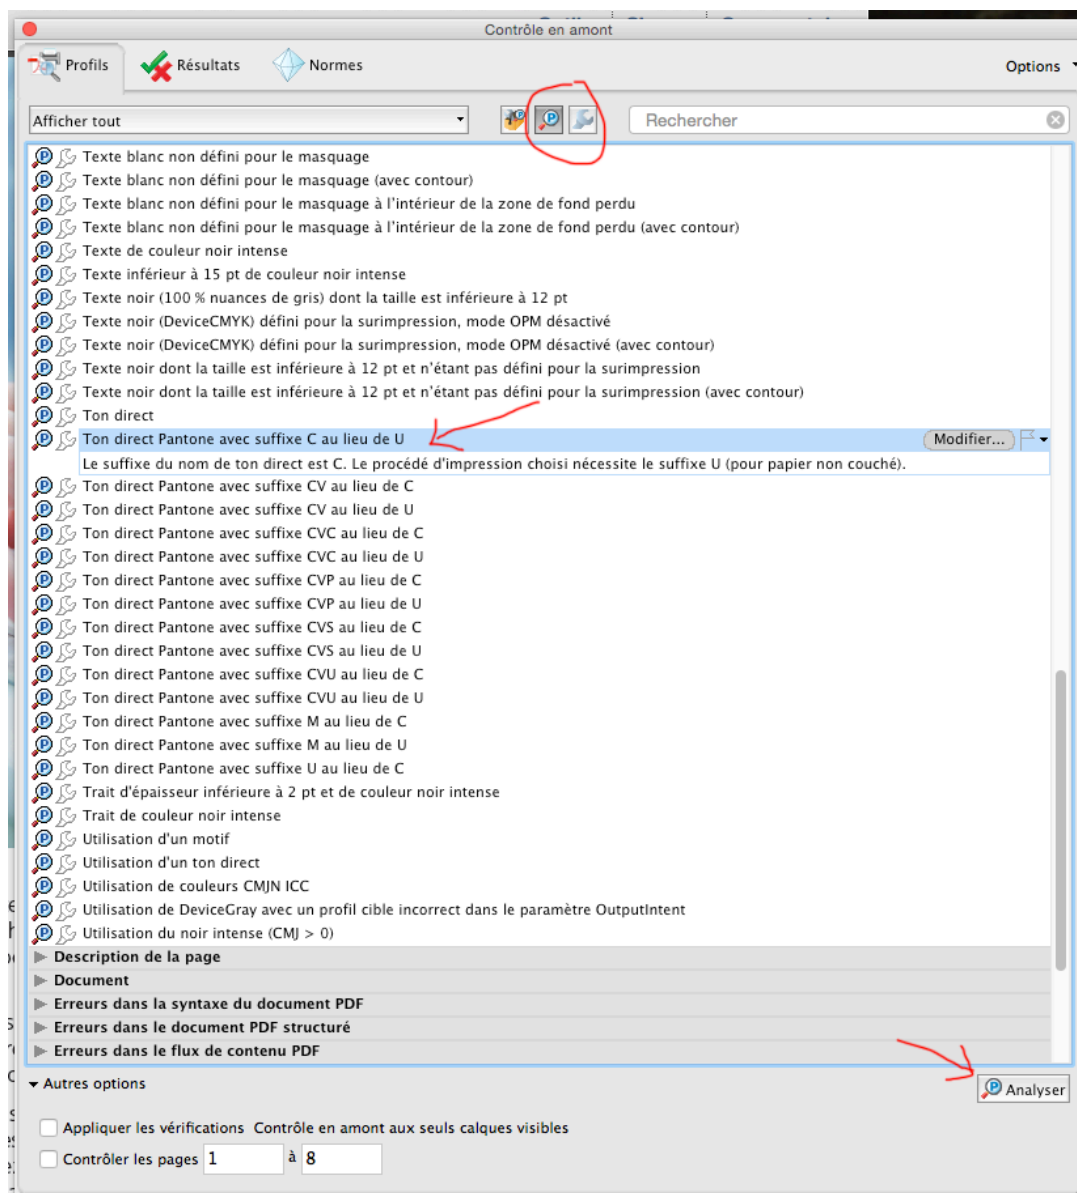 Contrôle en amont
Profils Résultats Normes Options
Afficher tout Rechercher
Texte blanc non défini pour le masquage
Texte blanc non défini pour le masquage (avec contour)
Texte blanc non défini pour le masquage à l'intérieur de la zone de fond perdu
Texte blanc non défini pour le masquage à l'intérieur de la zone de fond perdu (avec contour)
Texte de couleur noir intense
Texte inférieur à 15 pt de couleur noir intense
Texte noir (100 % nuances de gris) dont la taille est inférieure à 12 pt
Texte noir (DeviceCMYK) défini pour la surimpression, mode OPM désactivé
Texte noir (DeviceCMYK) défini pour la surimpression, mode OPM désactivé (avec contour)
Texte noir dont la taille est inférieure à 12 pt et n'étant pas défini pour la surimpression
Texte noir dont la taille est inférieure à 12 pt et n'étant pas défini pour la surimpression (avec contour)
Ton direct
Ton direct Pantone avec suffixe C au lieu de U Modifier...
Le suffixe du nom de ton direct est C. Le procédé d'impression choisi nécessite le suffixe U (pour papier non couché).
Ton direct Pantone avec suffixe CV au lieu de C
Ton direct Pantone avec suffixe CV au lieu de U
Ton direct Pantone avec suffixe CVC au lieu de C
Ton direct Pantone avec suffixe CVC au lieu de U
Ton direct Pantone avec suffixe CVP au lieu de C
Ton direct Pantone avec suffixe CVP au lieu de U
Ton direct Pantone avec suffixe CVS au lieu de C
Ton direct Pantone avec suffixe CVS au lieu de U
Ton direct Pantone avec suffixe CVU au lieu de C
Ton direct Pantone avec suffixe CVU au lieu de U
Ton direct Pantone avec suffixe M au lieu de C
Ton direct Pantone avec suffixe M au lieu de U
Ton direct Pantone avec suffixe U au lieu de C
Trait d'épaisseur inférieure à 2 pt et de couleur noir intense
Trait de couleur noir intense
Utilisation d'un motif
Utilisation d'un ton direct
Utilisation de couleurs CMJN ICC
Utilisation de DeviceGray avec un profil cible incorrect dans le paramètre OutputIntent
Utilisation du noir intense (CMJ > 0)
Description de la page
Document
Erreurs dans la syntaxe du document PDF
Erreurs dans le document PDF structuré
Erreurs dans le flux de contenu PDF
Autres options Analyser
Appliquer les vérifications Contrôle en amont aux seuls calques visibles
Contrôler les pages 1 à 8